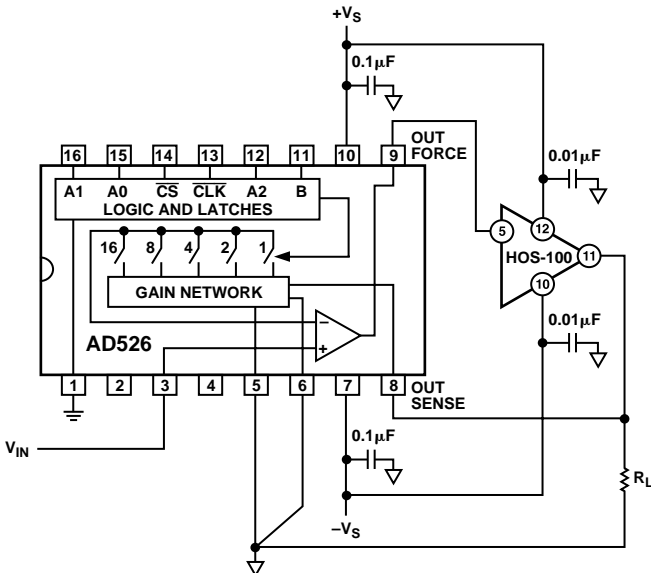 +VS
0.1µF
OUT FORCE
16 15 14 13 12 11 10 9
A1 A0 CS CLK A2 B
LOGIC AND LATCHES
0.01µF
5 12
HOS-100 11
10
16 8 4 2 1
GAIN NETWORK
–
+
AD526
0.01µF
1 2 3 4 5 6 7 8
OUT SENSE
VIN
0.1µF
RL
–VS